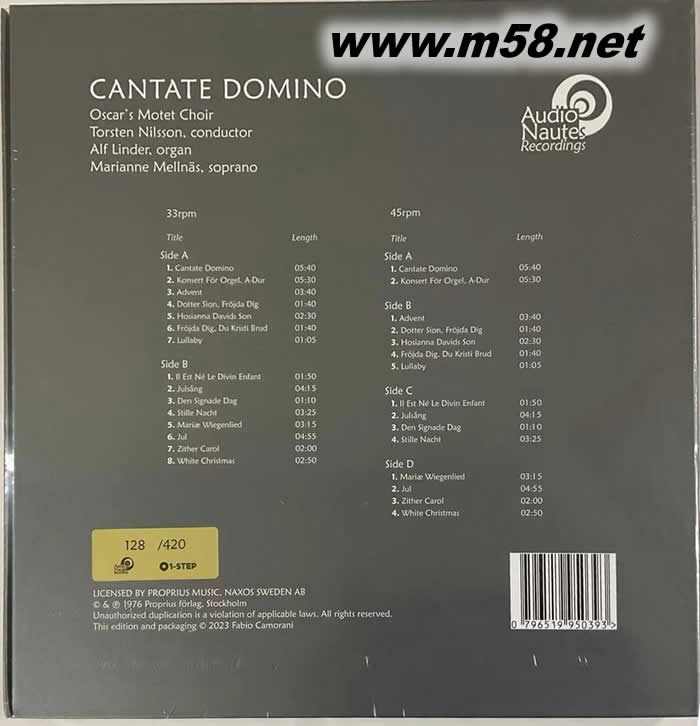 www.m58.net
CANTATE DOMINO
Oscar's Motet Choir
Torsten Nilsson, conductor
Alf Linder, organ
Marianne Mellnäs, soprano
Audio
Nautes
Recordings
33rpm
Title Length
Side A
1. Cantate Domino 05:40
2. Konsert För Orgel, A-Dur 05:30
3. Advent 03:40
4. Dotter Sion, Fröjda Dig 01:40
5. Hosianna Davids Son 02:30
6. Fröjda Dig, Du Kristi Brud 01:40
7. Lullaby 01:05
Side B
1. Il Est Né Le Divin Enfant 01:50
2. Julsång 04:15
3. Den Signade Dag 01:10
4. Stille Nacht 03:25
5. Mariæ Wiegenlied 03:15
6. Jul 04:55
7. Zither Carol 02:00
8. White Christmas 02:50
45rpm
Title Length
Side A
1. Cantate Domino 05:40
2. Konsert För Orgel, A-Dur 05:30
Side B
1. Advent 03:40
2. Dotter Sion, Fröjda Dig 01:40
3. Hosianna Davids Son 02:30
4. Fröjda Dig, Du Kristi Brud 01:40
5. Lullaby 01:05
Side C
1. Il Est Né Le Divin Enfant 01:50
2. Julsång 04:15
3. Den Signade Dag 01:10
4. Stille Nacht 03:25
Side D
1. Mariæ Wiegenlied 03:15
2. Jul 04:55
3. Zither Carol 02:00
4. White Christmas 02:50
128 /420
1-STEP
LICENSED BY PROPRIUS MUSIC, NAXOS SWEDEN AB
© & ℗ 1976 Proprius förlag, Stockholm
Unauthorized duplication is a violation of applicable laws. All rights reserved.
This edition and packaging © 2023 Fabio Camorani
0 796519 950393